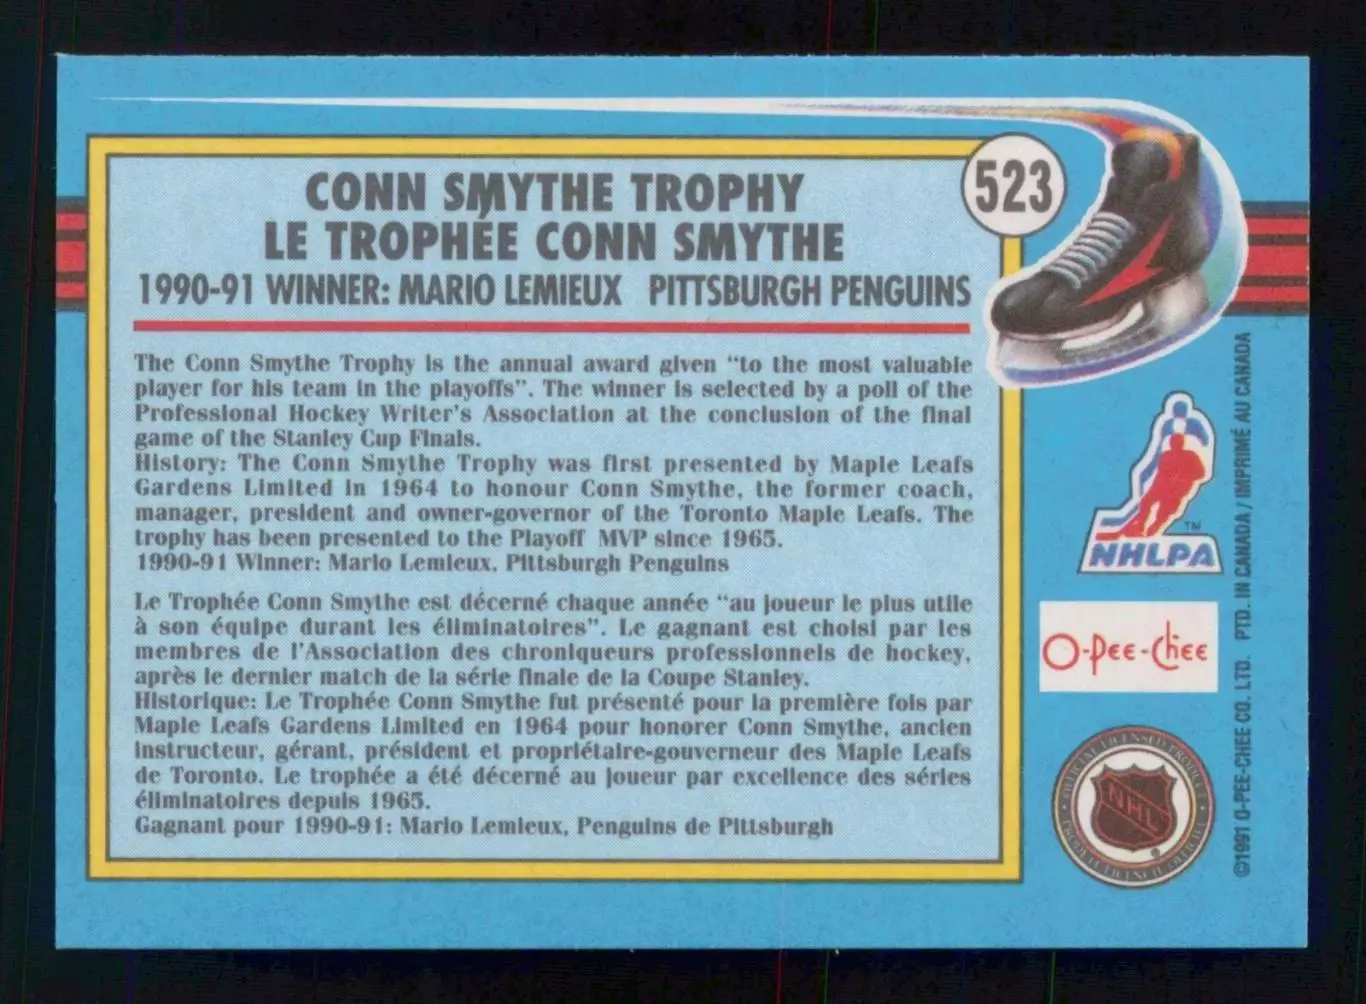 523
CONN SMYTHE TROPHY
LE TROPHÉE CONN SMYTHE
1990-91 WINNER: MARIO LEMIEUX PITTSBURGH PENGUINS
The Conn Smythe Trophy is the annual award given "to the most valuable
player for his team in the playoffs". The winner is selected by a poll of the
Professional Hockey Writer's Association at the conclusion of the final
game of the Stanley Cup Finals.
History: The Conn Smythe Trophy was first presented by Maple Leafs
Gardens Limited in 1964 to honour Conn Smythe, the former coach,
manager, president and owner-governor of the Toronto Maple Leafs. The
trophy has been presented to the Playoff MVP since 1965.
1990-91 Winner: Mario Lemieux, Pittsburgh Penguins
Le Trophée Conn Smythe est décerné chaque année "au joueur le plus utile
à son équipe durant les éliminatoires". Le gagnant est choisi par les
membres de l'Association des chroniqueurs professionnels de hockey,
après le dernier match de la série finale de la Coupe Stanley.
Historique: Le Trophée Conn Smythe fut présenté pour la première fois par
Maple Leafs Gardens Limited en 1964 pour honorer Conn Smythe, ancien
instructeur, gérant, président et propriétaire-gouverneur des Maple Leafs
de Toronto. Le trophée a été décerné au joueur par excellence des séries
éliminatoires depuis 1965.
Gagnant pour 1990-91: Mario Lemieux, Penguins de Pittsburgh
TM
NHLPA
O-Pee-Chee
OFFICIAL LICENSED PRODUCT
NHL
PRODUIT LICENCIÉ OFFICIEL
©1991 O-PEE-CHEE CO. LTD. PTD. IN CANADA / IMPRIMÉ AU CANADA